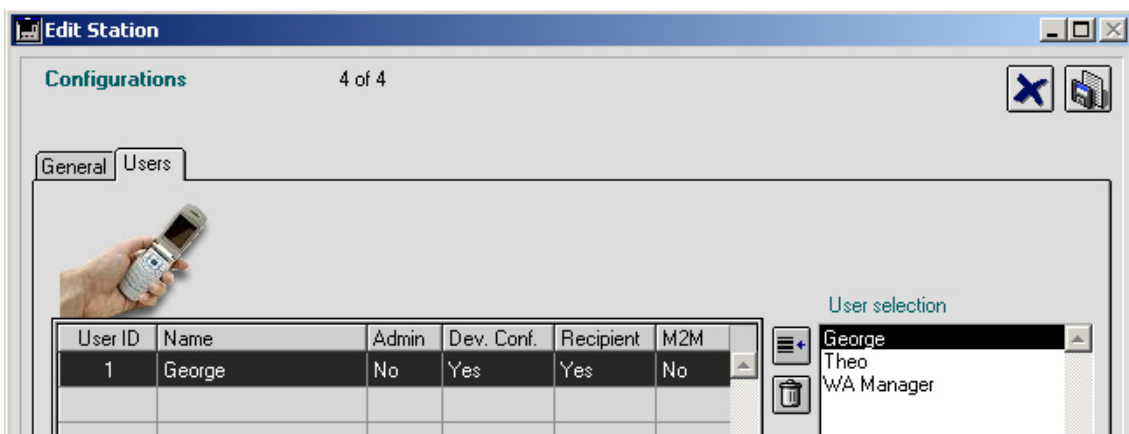 Edit Station
Configurations 4 of 4
General Users
User selection
User ID Name Admin Dev. Conf. Recipient M2M
1 George No Yes Yes No
George
Theo
WA Manager